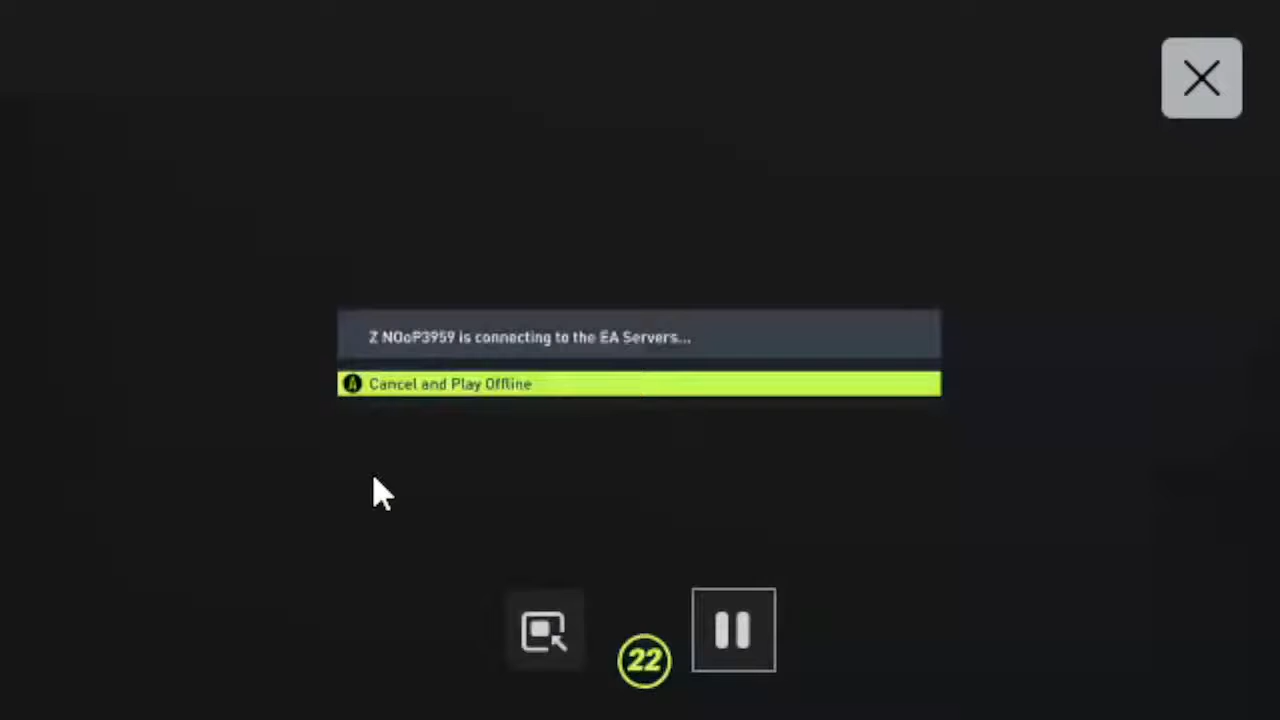 Z NOoP3959 is connecting to the EA Servers...
A Cancel and Play Offline
22